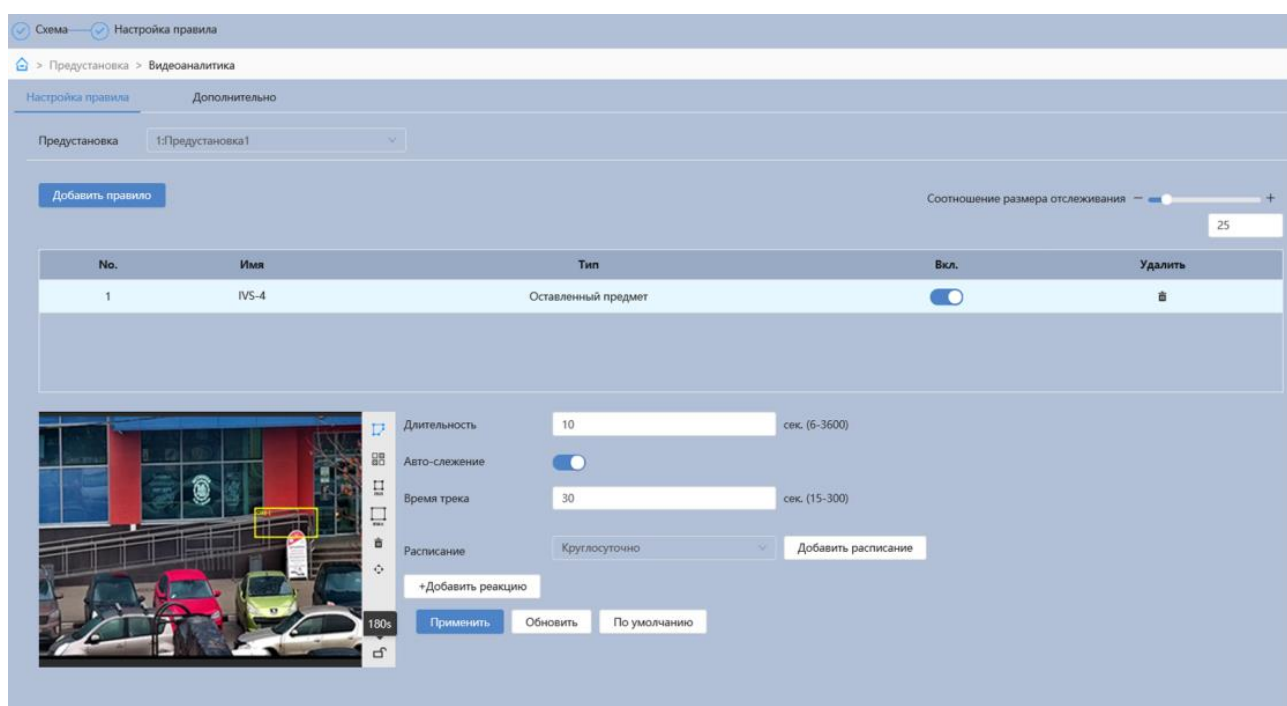 Схема Настройка правила
> Предустановка > Видеоаналитика
Настройка правила Дополнительно
Предустановка 1:Предустановка1
Добавить правило
Соотношение размера отслеживания − +
25
No. Имя Тип Вкл. Удалить
1 IVS-4 Оставленный предмет
Длительность 10 сек. (6-3600)
Авто-слежение
Время трека 30 сек. (15-300)
Расписание Круглосуточно Добавить расписание
+Добавить реакцию
180s
Применить Обновить По умолчанию